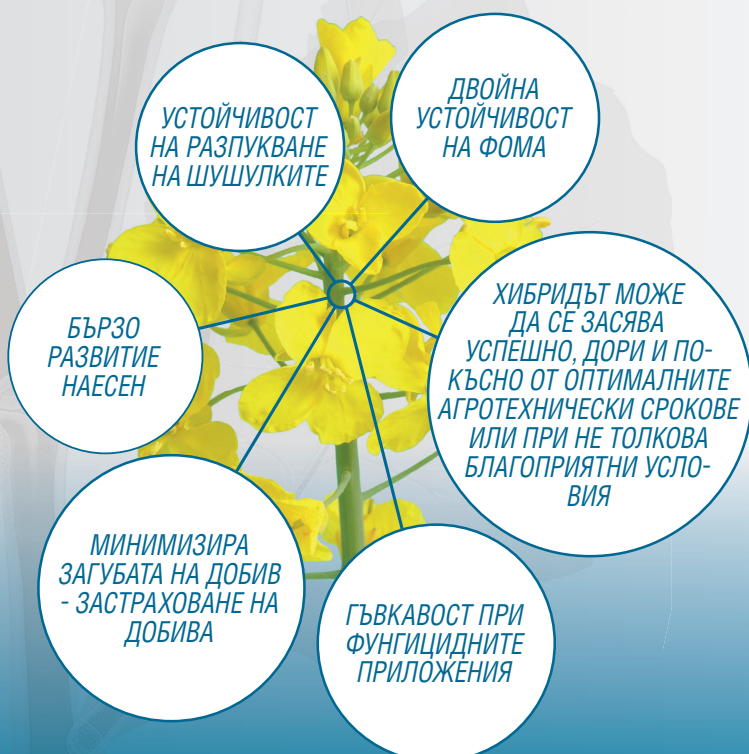 УСТОЙЧИВОСТ
НА РАЗПУКВАНЕ
НА ШУШУЛКИТЕ
ДВОЙНА
УСТОЙЧИВОСТ
НА ФОМА
БЪРЗО
РАЗВИТИЕ
НАЕСЕН
ХИБРИДЪТ МОЖЕ
ДА СЕ ЗАСЯВА
УСПЕШНО, ДОРИ И ПО-
КЪСНО ОТ ОПТИМАЛНИТЕ
АГРОТЕХНИЧЕСКИ СРОКОВЕ
ИЛИ ПРИ НЕ ТОЛКОВА
БЛАГОПРИЯТНИ УСЛО-
ВИЯ
МИНИМИЗИРА
ЗАГУБАТА НА ДОБИВ
- ЗАСТРАХОВАНЕ НА
ДОБИВА
ГЪВКАВОСТ ПРИ
ФУНГИЦИДНИТЕ
ПРИЛОЖЕНИЯ